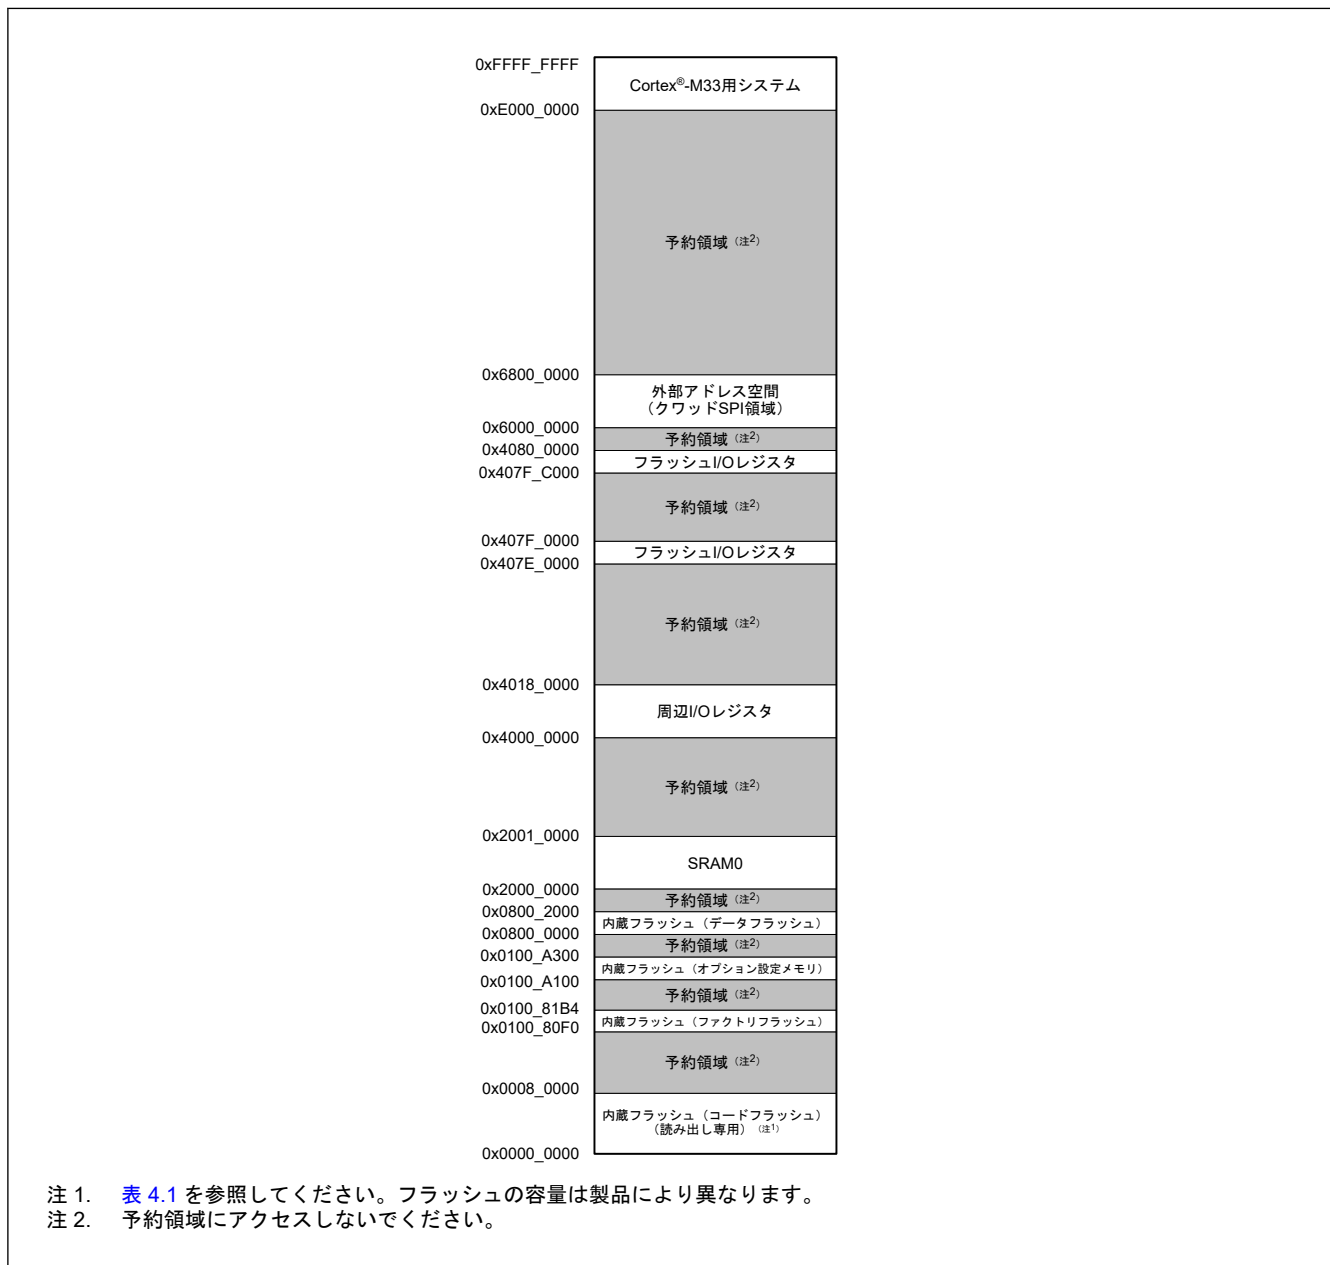 0xFFFF_FFFF
Cortex®-M33用システム
0xE000_0000
予約領域（注2）
0x6800_0000
外部アドレス空間
（クワッドSPI領域）
0x6000_0000
予約領域（注2）
0x4080_0000
フラッシュI/Oレジスタ
0x407F_C000
予約領域（注2）
0x407F_0000
フラッシュI/Oレジスタ
0x407E_0000
予約領域（注2）
0x4018_0000
周辺I/Oレジスタ
0x4000_0000
予約領域（注2）
0x2001_0000
SRAM0
0x2000_0000
予約領域（注2）
0x0800_2000
内蔵フラッシュ（データフラッシュ）
0x0800_0000
予約領域（注2）
0x0100_A300
内蔵フラッシュ（オプション設定メモリ）
0x0100_A100
予約領域（注2）
0x0100_81B4
内蔵フラッシュ（ファクトリフラッシュ）
0x0100_80F0
予約領域（注2）
0x0008_0000
内蔵フラッシュ（コードフラッシュ）
（読み出し専用）（注1）
0x0000_0000
注 1. 表 4.1 を参照してください。フラッシュの容量は製品により異なります。
注 2. 予約領域にアクセスしないでください。